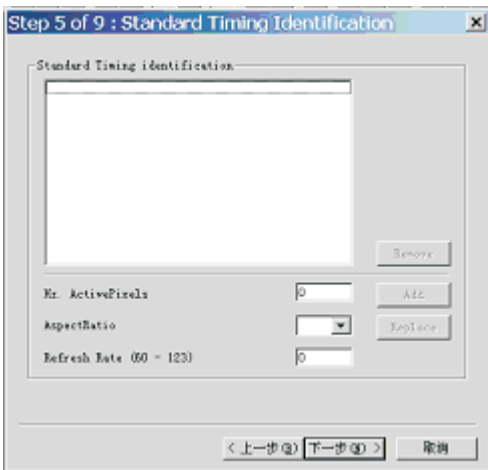 Step 5 of 9 : Standard Timing Identification
Standard Timing identification
Remove
Hz. ActivePixels
0
Add
AspectRatio
Replace
Refresh Rate (60 - 123)
0
< 上一步(B)
下一步(N) >
取消